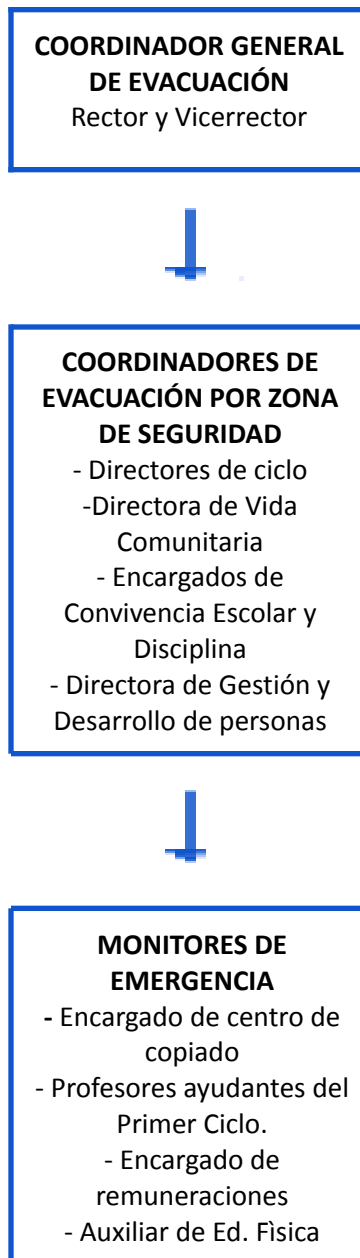 COORDINADOR GENERAL
DE EVACUACIÓN
Rector y Vicerrector
COORDINADORES DE
EVACUACIÓN POR ZONA
DE SEGURIDAD
- Directores de ciclo
-Directora de Vida
Comunitaria
- Encargados de
Convivencia Escolar y
Disciplina
- Directora de Gestión y
Desarrollo de personas
MONITORES DE
EMERGENCIA
- Encargado de centro de
copiado
- Profesores ayudantes del
Primer Ciclo.
- Encargado de
remuneraciones
- Auxiliar de Ed. Fìsica